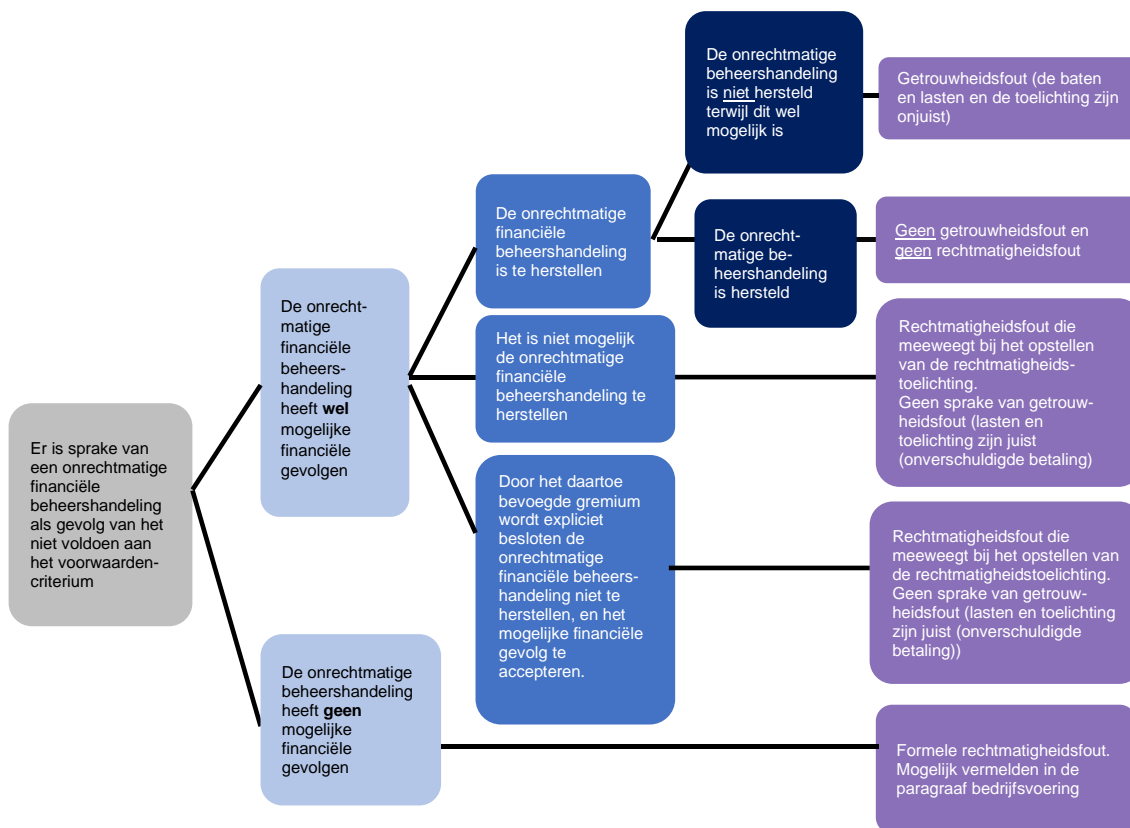 De onrechtmatige
beheershandeling
is niet hersteld
terwijl dit wel
mogelijk is
Getrouwheidsfout (de baten
en lasten en de toelichting zijn
onjuist)
De onrechtmatige
financiële
beheershandeling
is te herstellen
De onrecht-
matige be-
heershandeling
is hersteld
Geen getrouwheidsfout en
geen rechtmatigheidsfout
De onrecht-
matige
financiële
beheers-
handeling
heeft wel
mogelijke
financiële
gevolgen
Het is niet mogelijk
de onrechtmatige
financiële
beheershandeling te
herstellen
Rechtmatigheidsfout die
meeweegt bij het opstellen
van de rechtmatigheids-
toelichting.
Geen sprake van getrouw-
heidsfout (lasten en
toelichting zijn juist
(onverschuldigde betaling)
Er is sprake van
een onrechtmatige
financiële
beheershandeling
als gevolg van het
niet voldoen aan
het voorwaarden-
criterium
Door het daartoe
bevoegde gremium
wordt expliciet
besloten de
onrechtmatige
financiële beheers-
handeling niet te
herstellen, en het
mogelijke financiële
gevolg te
accepteren.
Rechtmatigheidsfout die
meeweegt bij het opstellen van
de rechtmatigheidstoelichting.
Geen sprake van getrouw-
heidsfout (lasten en toelichting
zijn juist (onverschuldigde
betaling))
De onrechtmatige
beheershandeling
heeft geen
mogelijke
financiële
gevolgen
Formele rechtmatigheidsfout.
Mogelijk vermelden in de
paragraaf bedrijfsvoering